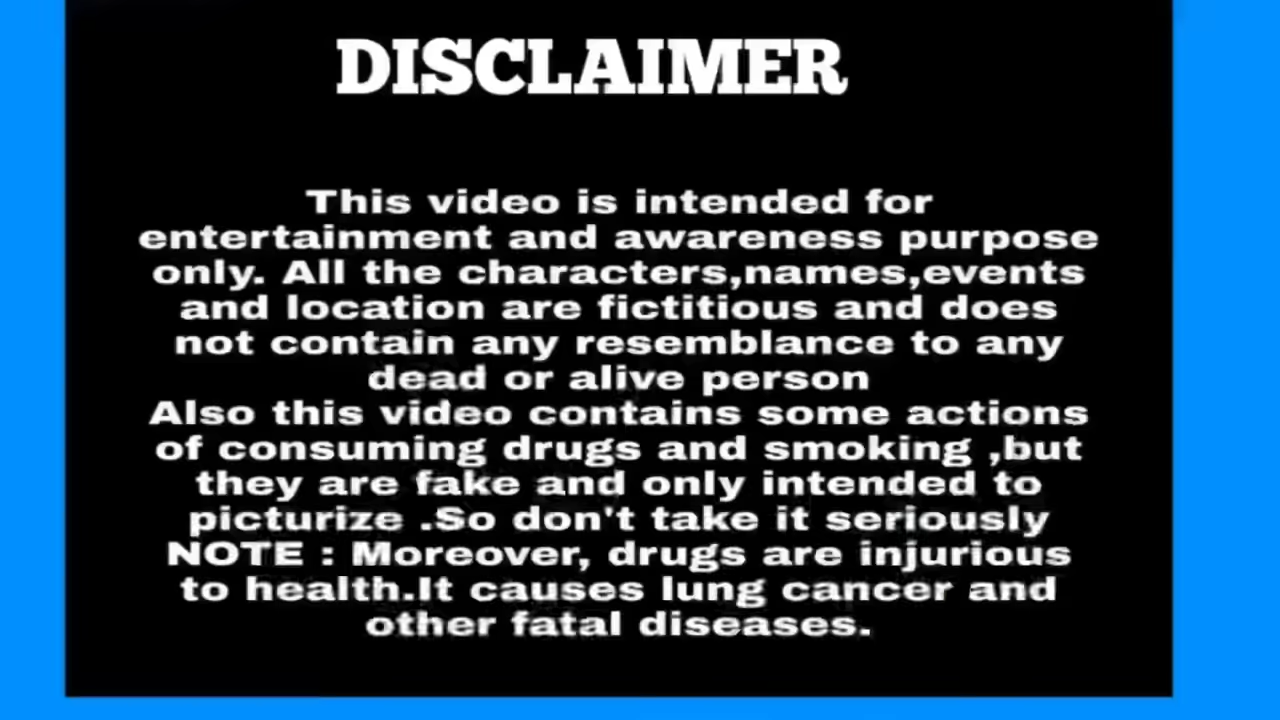 DISCLAIMER
This video is intended for
entertainment and awareness purpose
only. All the characters,names,events
and location are fictitious and does
not contain any resemblance to any
dead or alive person
Also this video contains some actions
of consuming drugs and smoking ,but
they are fake and only intended to
picturize .So don't take it seriously
NOTE : Moreover, drugs are injurious
to health.It causes lung cancer and
other fatal diseases.